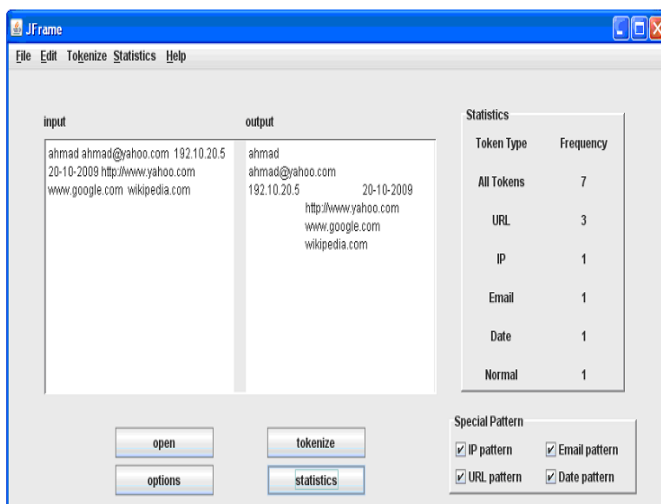 JFrame
File Edit Tokenize Statistics Help
input
ahmad ahmad@yahoo.com 192.10.20.5
20-10-2009 http://www.yahoo.com
www.google.com wikipedia.com
output
ahmad
ahmad@yahoo.com
192.10.20.5 20-10-2009
http://www.yahoo.com
www.google.com
wikipedia.com
Statistics
Token Type Frequency
All Tokens 7
URL 3
IP 1
Email 1
Date 1
Normal 1
open tokenize
options statistics
Special Pattern
IP pattern Email pattern
URL pattern Date pattern